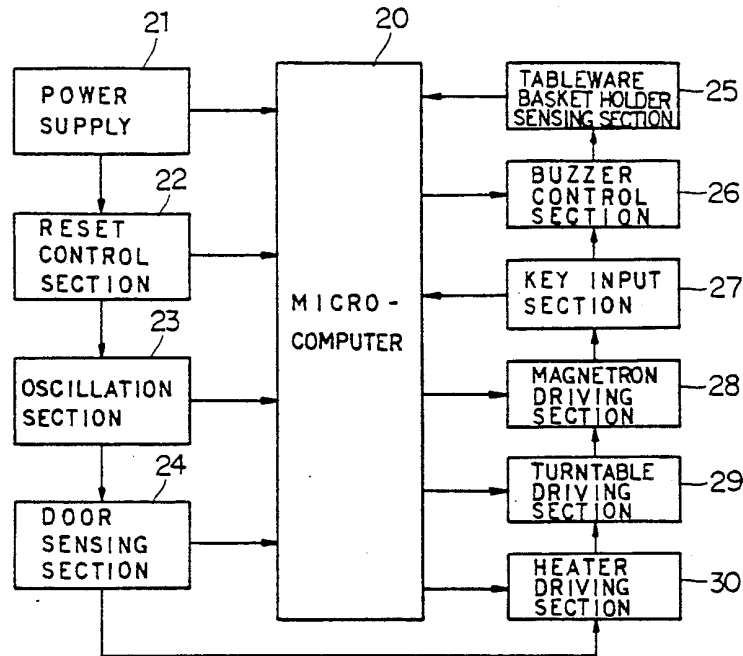 21
POWER
SUPPLY
22
RESET
CONTROL
SECTION
23
OSCILLATION
SECTION
24
DOOR
SENSING
SECTION
20
MICRO-
COMPUTER
TABLEWARE
BASKET HOLDER
SENSING SECTION
25
BUZZER
CONTROL
SECTION
26
KEY INPUT
SECTION
27
MAGNETRON
DRIVING
SECTION
28
TURNTABLE
DRIVING
SECTION
29
HEATER
DRIVING
SECTION
30